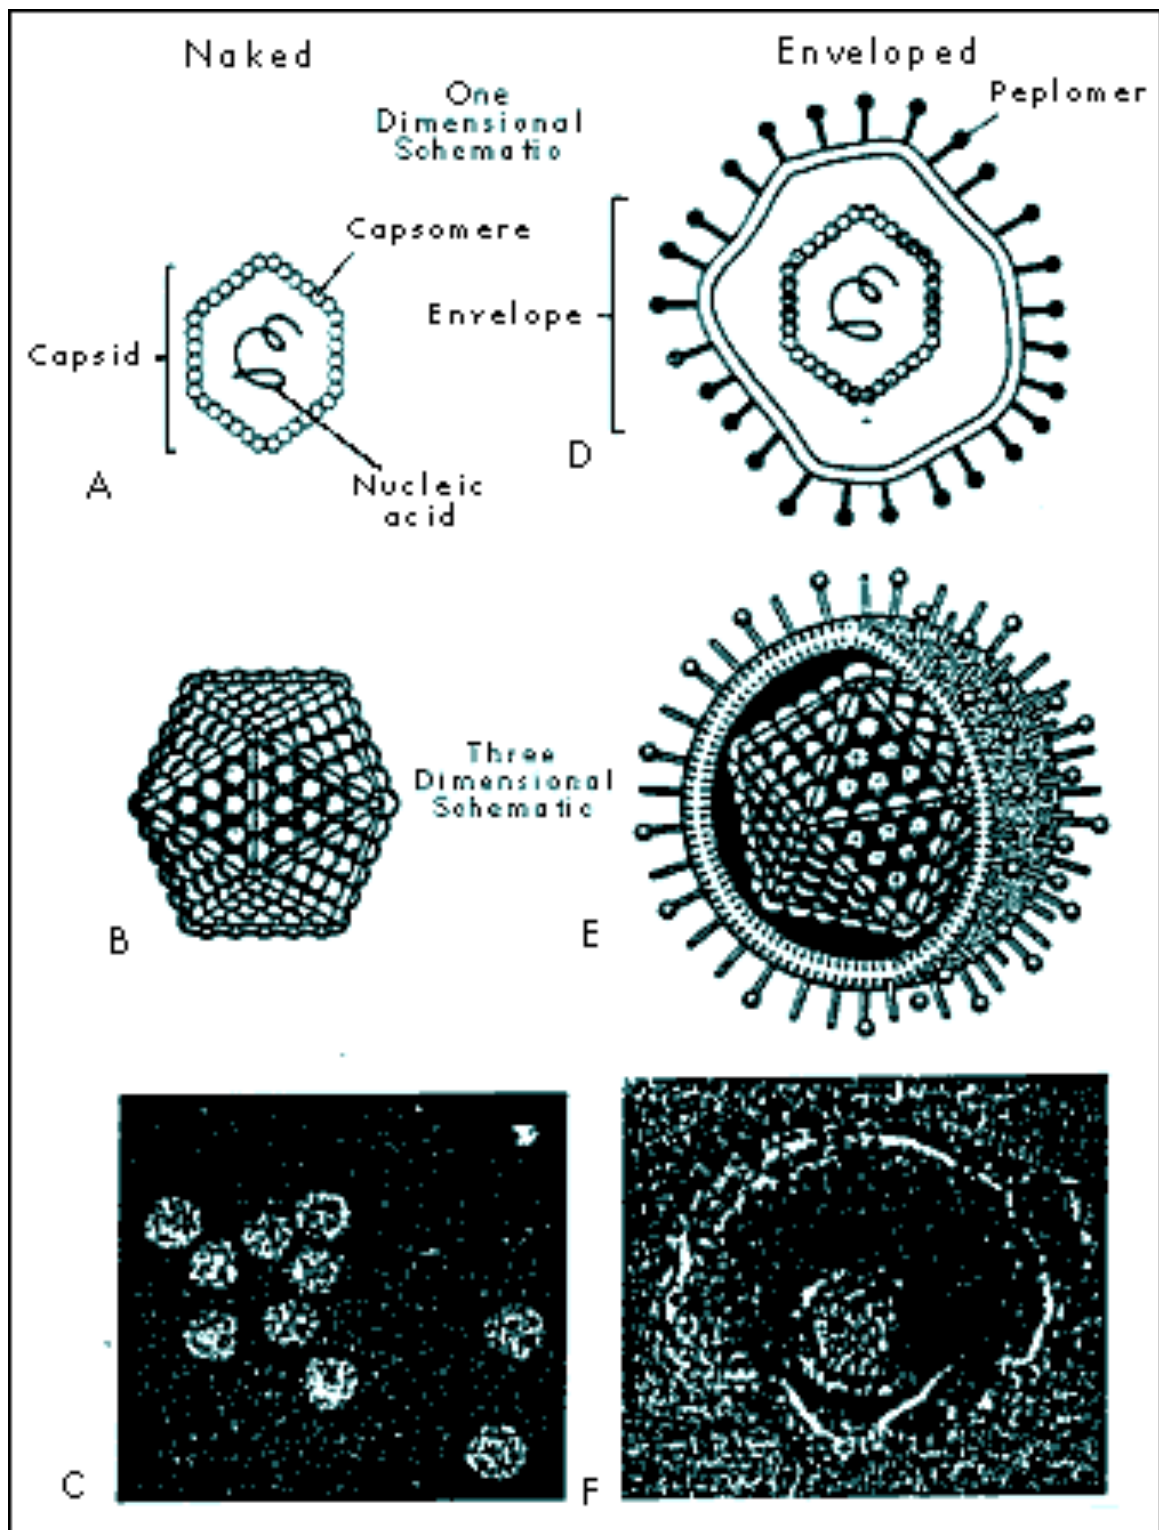 Naked
Enveloped
One
Dimensional
Schematic
Peplomer
Capsomere
Envelope
Capsid
D
A
Nucleic
acid
Three
Dimensional
Schematic
B
E
C
F